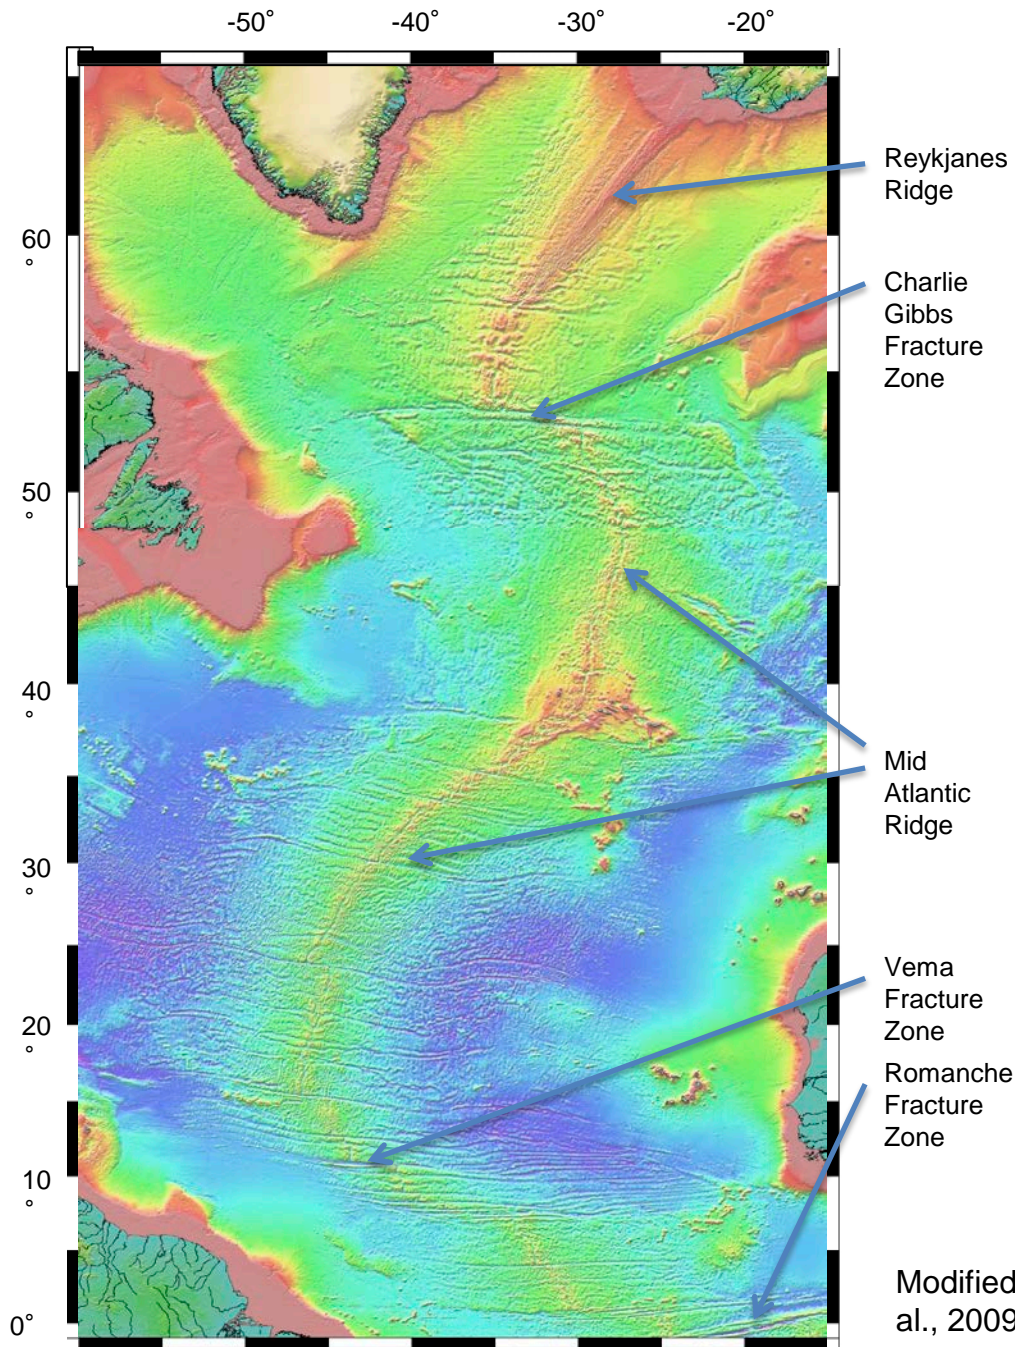 -50° -40° -30° -20°
Reykjanes
Ridge
60
°
Charlie
Gibbs
Fracture
Zone
50
°
40
°
Mid
Atlantic
Ridge
30
°
Vema
Fracture
Zone
20
°
Romanche
Fracture
Zone
10
°
Modified
al., 2009
0°